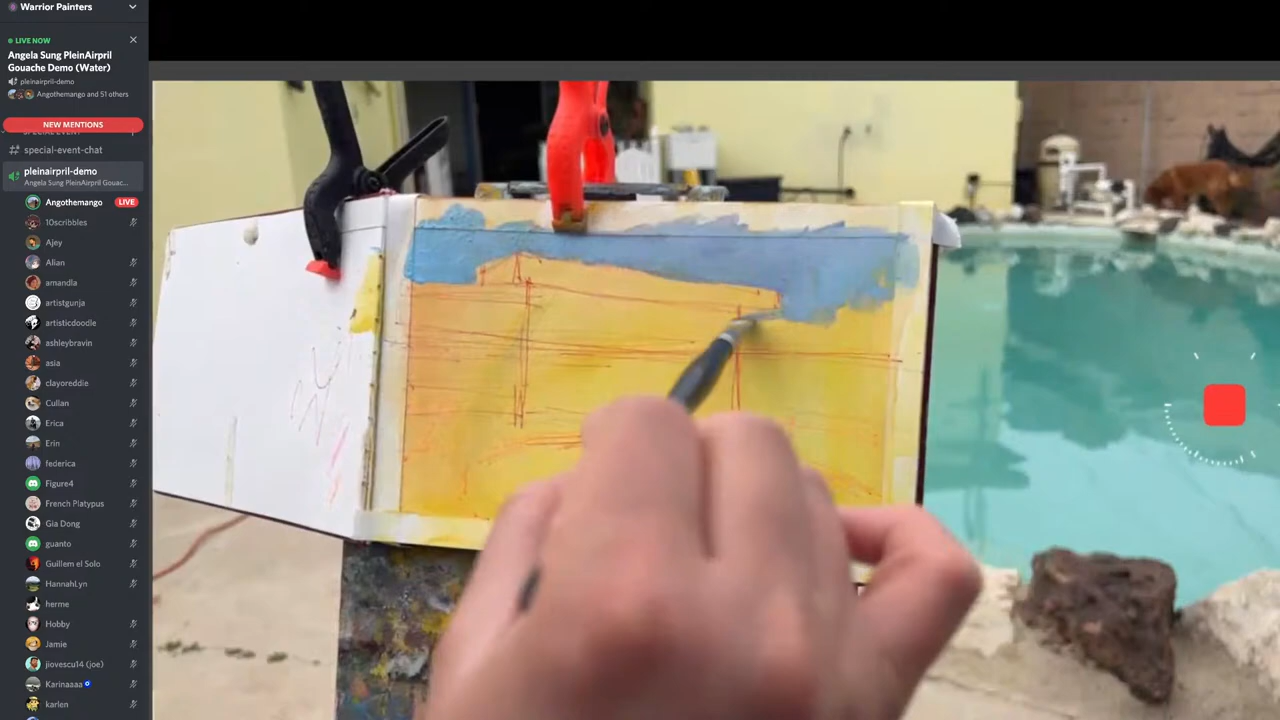 Warrior Painters
LIVE NOW
Angela Sung PleinAirpril
Gouache Demo (Water)
pleinairpril-demo
Angothemango and 51 others
NEW MENTIONS
special-event-chat
pleinairpril-demo
Angela Sung PleinAirpril Gouac...
Angothemango LIVE
10scribbles
Ajey
Alian
amandla
artistgunja
artisticdoodle
ashleybravin
asia
clayoreddie
Cullan
Erica
Erin
federica
Figure4
French Platypus
Gia Dong
guanto
Guillem el Solo
HannahLyn
herme
Hobby
Jamie
jiovescu14 (joe)
Karinaaaa
karlen